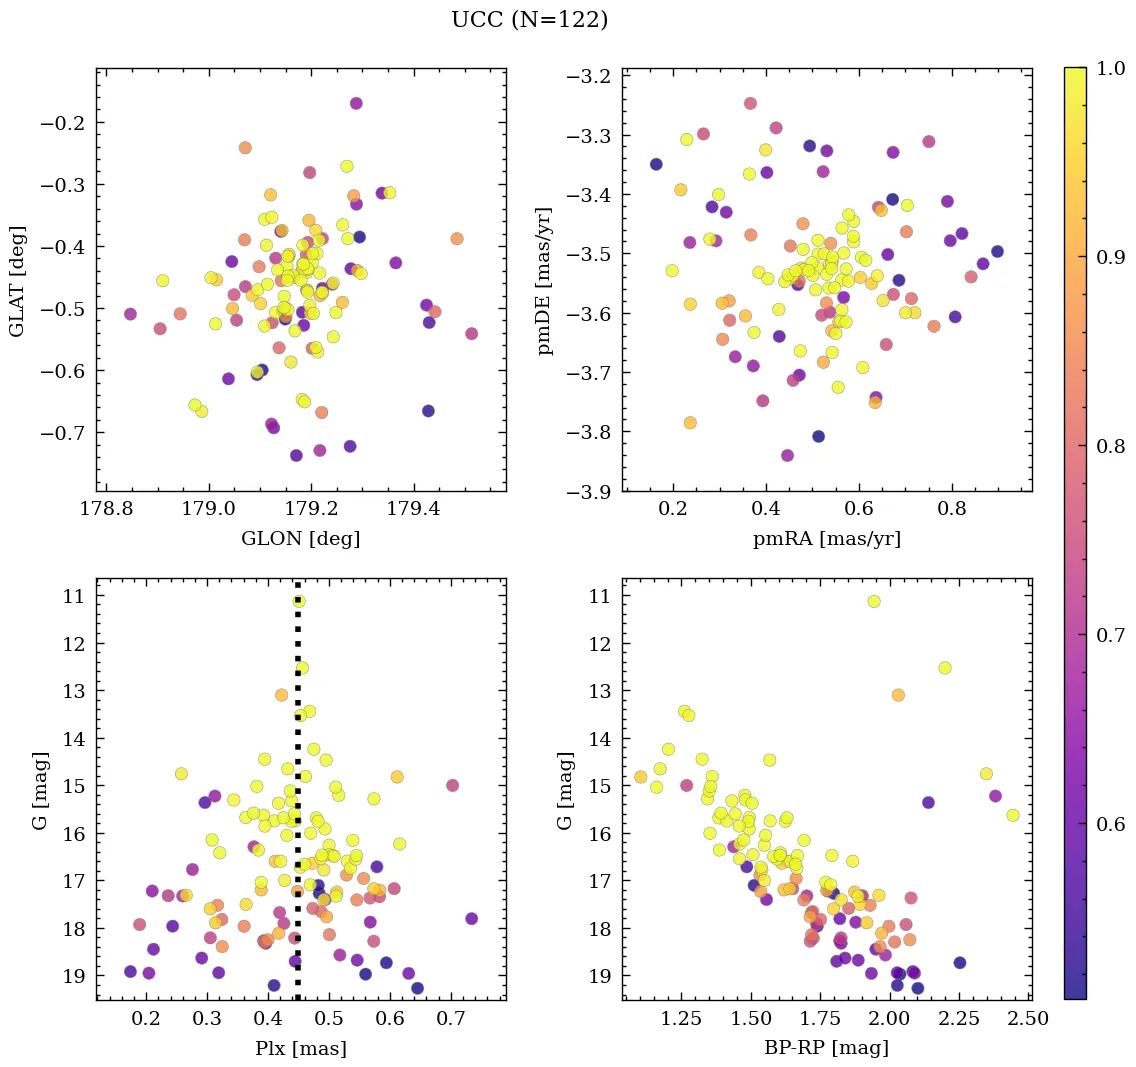 UCC (N=122)
−0.2
−0.3
−0.4
−0.5
−0.6
−0.7
GLAT [deg]
178.8 179.0 179.2 179.4
GLON [deg]
−3.2
−3.3
−3.4
−3.5
−3.6
−3.7
−3.8
−3.9
pmDE [mas/yr]
0.2 0.4 0.6 0.8
pmRA [mas/yr]
1.0
0.9
0.8
0.7
0.6
11
12
13
14
15
16
17
18
19
G [mag]
0.2 0.3 0.4 0.5 0.6 0.7
Plx [mas]
11
12
13
14
15
16
17
18
19
G [mag]
1.25 1.50 1.75 2.00 2.25 2.50
BP-RP [mag]